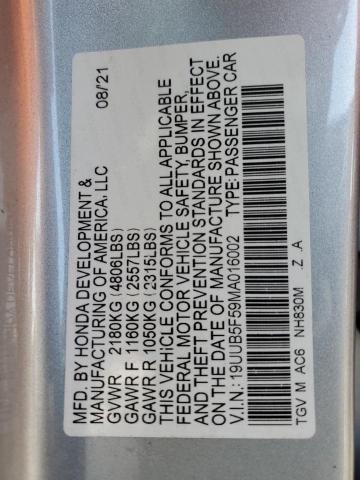 MFD. BY HONDA DEVELOPMENT & 08/21
MANUFACTURING OF AMERICA, LLC
GVWR 2180KG (4806LBS)
GAWR F 1160KG (2557LBS)
GAWR R 1050KG (2315LBS)
THIS VEHICLE CONFORMS TO ALL APPLICABLE
FEDERAL MOTOR VEHICLE SAFETY, BUMPER,
AND THEFT PREVENTION STANDARDS IN EFFECT
ON THE DATE OF MANUFACTURE SHOWN ABOVE.
V.I.N.: 19UUB5F59MA016002 TYPE: PASSENGER CAR
TGV M AC6 NH830M .Z .A